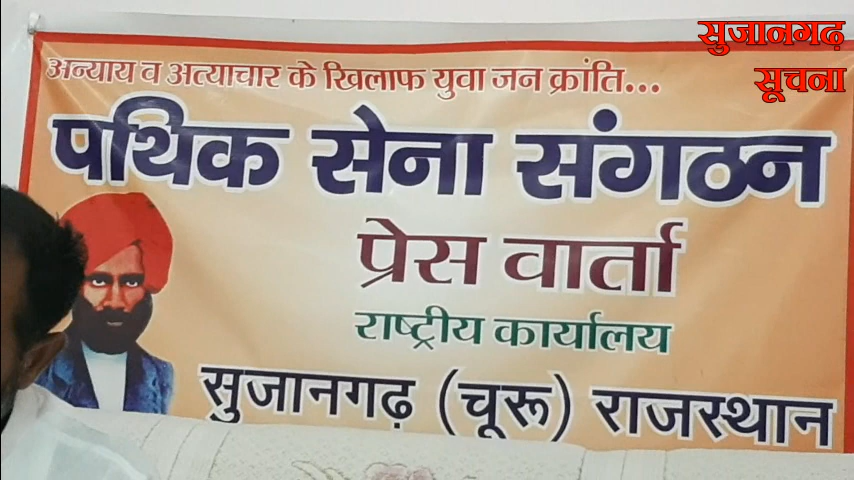 सुजानगढ़
सूचना
अन्याय व अत्याचार के खिलाफ युवा जन क्रांति...
पथिक सेना संगठन
प्रेस वार्ता
राष्ट्रीय कार्यालय
सुजानगढ़ (चूरू) राजस्थान